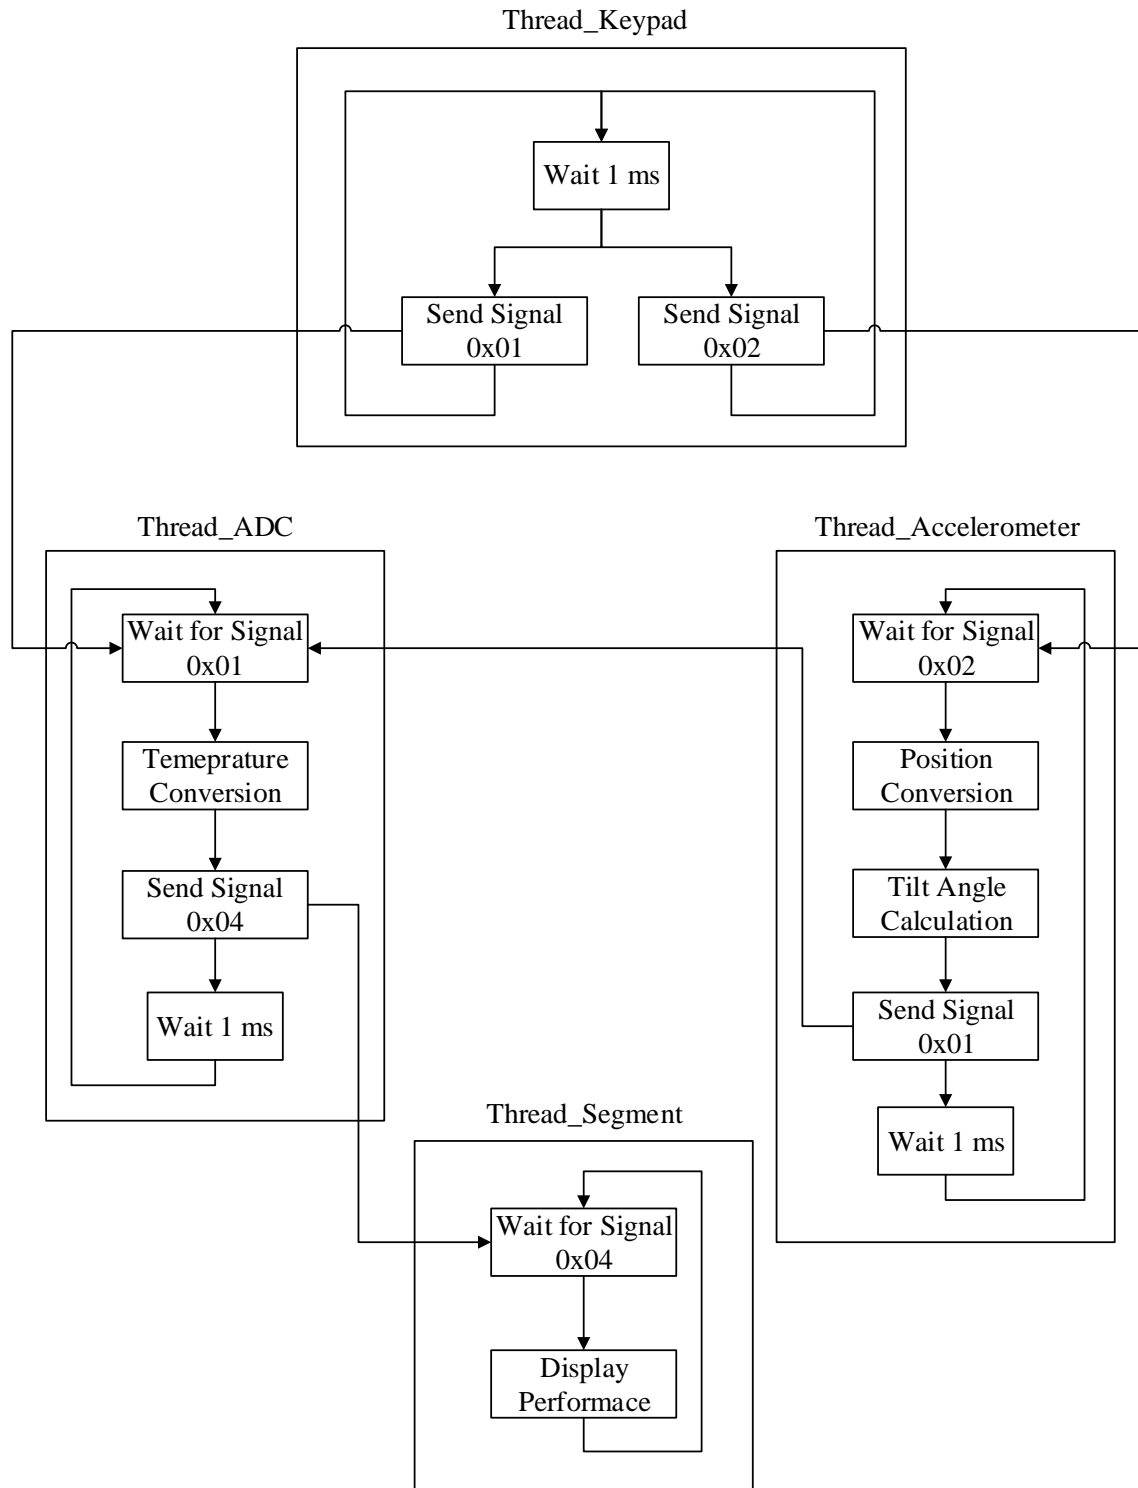 Thread_Keypad
Wait 1 ms
Send Signal
0x01
Send Signal
0x02
Thread_ADC
Wait for Signal
0x01
Temeprature
Conversion
Send Signal
0x04
Wait 1 ms
Thread_Accelerometer
Wait for Signal
0x02
Position
Conversion
Tilt Angle
Calculation
Send Signal
0x01
Wait 1 ms
Thread_Segment
Wait for Signal
0x04
Display
Performace